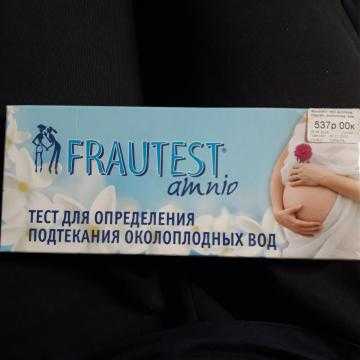 537р 00к
FRAUTEST®
amnio
ТЕСТ ДЛЯ ОПРЕДЕЛЕНИЯ
ПОДТЕКАНИЯ ОКОЛОПЛОДНЫХ ВОД